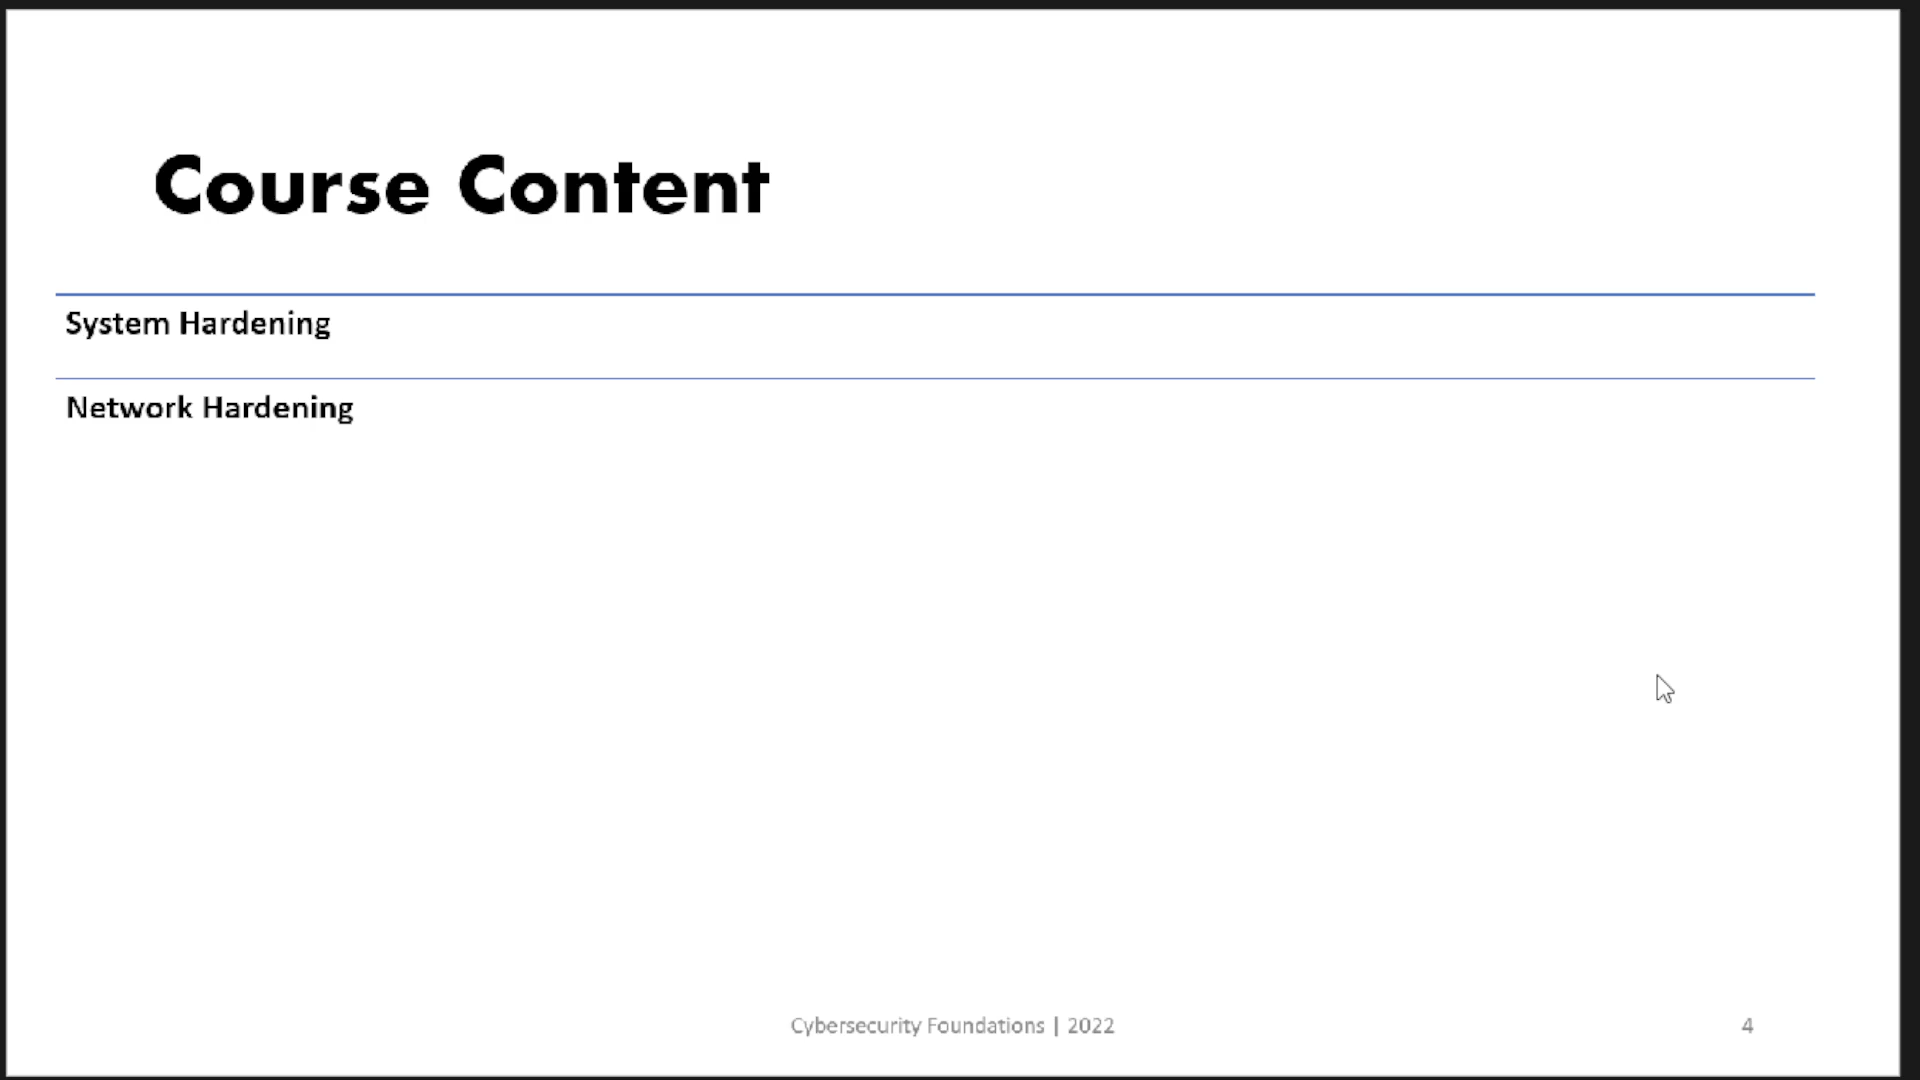 Course Content
System Hardening
Network Hardening
Cybersecurity Foundations | 2022
4